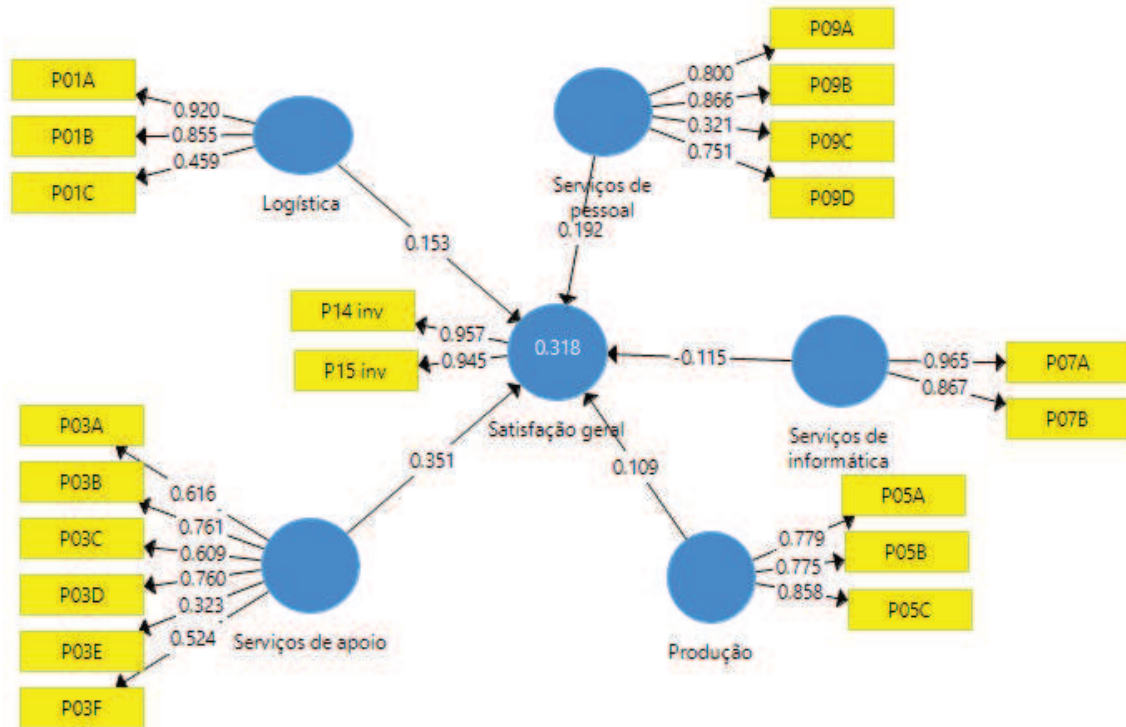 P01A
P01B
P01C
0.920
0.855
0.459
Logística
0.153
P09A
P09B
P09C
P09D
0.800
0.866
0.321
0.751
Serviços de
pessoal
0.192
P14 inv
P15 inv
0.957
0.945
0.318
Satisfação geral
-0.115
0.965
0.867
P07A
P07B
Serviços de
informática
P03A
P03B
P03C
P03D
P03E
P03F
0.616
0.761
0.609
0.760
0.323
0.524
Serviços de apoio
0.351
0.109
P05A
P05B
P05C
0.779
0.775
0.858
Produção